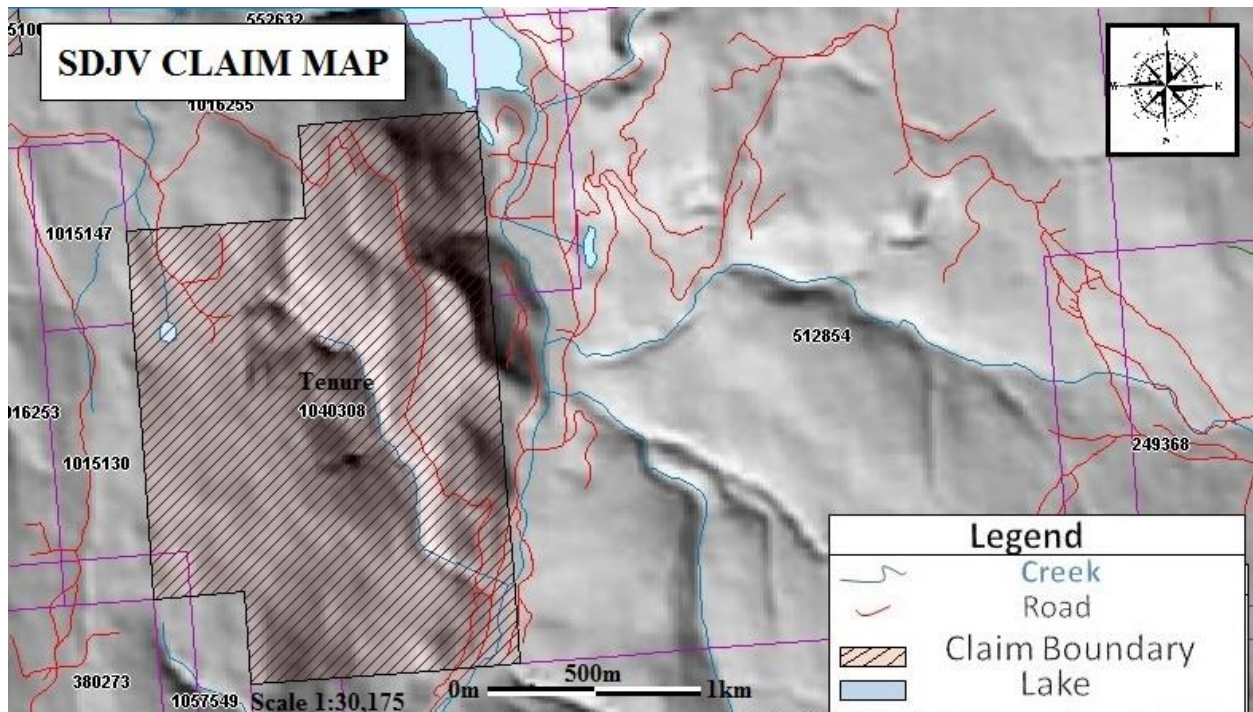 552632
SDJV CLAIM MAP
1016255
N
W
E
S
1015147
512854
Tenure
1040308
1015130
249368
Legend
Creek
Road
Claim Boundary
Lake
380273
1057549
Scale 1:30,175
0m
500m
1km